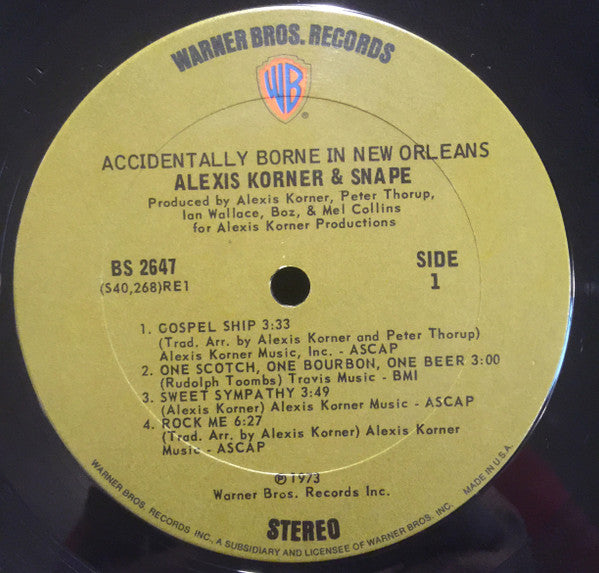 WARNER BROS. RECORDS
WB
®
ACCIDENTALLY BORNE IN NEW ORLEANS
ALEXIS KORNER & SNAPE
Produced by Alexis Korner, Peter Thorup,
Ian Wallace, Boz, & Mel Collins
for Alexis Korner Productions
BS 2647
(S40,268)RE1
SIDE
1
1. GOSPEL SHIP 3:33
(Trad. Arr. by Alexis Korner and Peter Thorup)
Alexis Korner Music, Inc. - ASCAP
2. ONE SCOTCH, ONE BOURBON, ONE BEER 3:00
(Rudolph Toombs) Travis Music - BMI
3. SWEET SYMPATHY 3:49
(Alexis Korner) Alexis Korner Music - ASCAP
4. ROCK ME 6:27
(Trad. Arr. by Alexis Korner) Alexis Korner
Music - ASCAP
℗ 1973
Warner Bros. Records Inc.
STEREO
WARNER BROS. RECORDS INC., A SUBSIDIARY AND LICENSEE OF WARNER BROS. INC. MADE IN U.S.A.